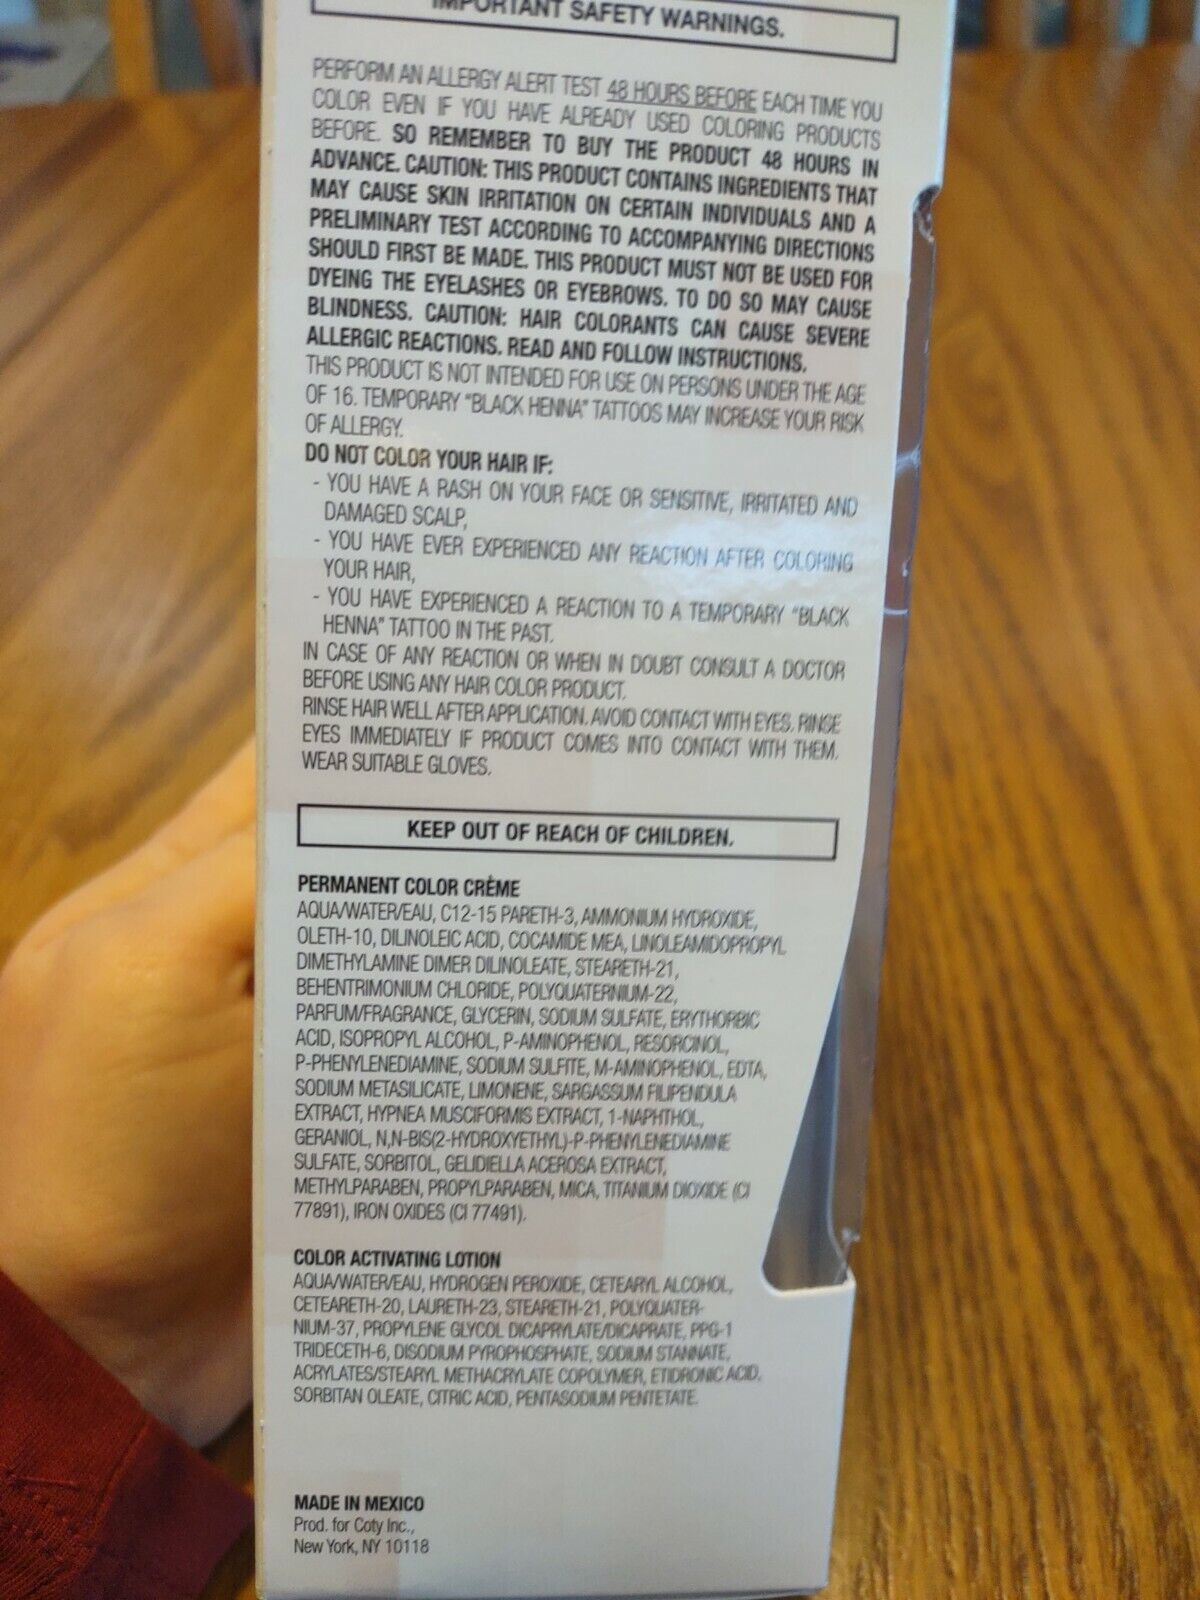 IMPORTANT SAFETY WARNINGS.
PERFORM AN ALLERGY ALERT TEST 48 HOURS BEFORE EACH TIME YOU
COLOR EVEN IF YOU HAVE ALREADY USED COLORING PRODUCTS
BEFORE. SO REMEMBER TO BUY THE PRODUCT 48 HOURS IN
ADVANCE. CAUTION: THIS PRODUCT CONTAINS INGREDIENTS THAT
MAY CAUSE SKIN IRRITATION ON CERTAIN INDIVIDUALS AND A
PRELIMINARY TEST ACCORDING TO ACCOMPANYING DIRECTIONS
SHOULD FIRST BE MADE. THIS PRODUCT MUST NOT BE USED FOR
DYEING THE EYELASHES OR EYEBROWS. TO DO SO MAY CAUSE
BLINDNESS. CAUTION: HAIR COLORANTS CAN CAUSE SEVERE
ALLERGIC REACTIONS. READ AND FOLLOW INSTRUCTIONS.
THIS PRODUCT IS NOT INTENDED FOR USE ON PERSONS UNDER THE AGE
OF 16. TEMPORARY "BLACK HENNA" TATTOOS MAY INCREASE YOUR RISK
OF ALLERGY.
DO NOT COLOR YOUR HAIR IF:
- YOU HAVE A RASH ON YOUR FACE OR SENSITIVE, IRRITATED AND
DAMAGED SCALP,
- YOU HAVE EVER EXPERIENCED ANY REACTION AFTER COLORING
YOUR HAIR,
- YOU HAVE EXPERIENCED A REACTION TO A TEMPORARY "BLACK
HENNA" TATTOO IN THE PAST.
IN CASE OF ANY REACTION OR WHEN IN DOUBT CONSULT A DOCTOR
BEFORE USING ANY HAIR COLOR PRODUCT.
RINSE HAIR WELL AFTER APPLICATION. AVOID CONTACT WITH EYES. RINSE
EYES IMMEDIATELY IF PRODUCT COMES INTO CONTACT WITH THEM.
WEAR SUITABLE GLOVES.
KEEP OUT OF REACH OF CHILDREN.
PERMANENT COLOR CRÈME
AQUA/WATER/EAU, C12-15 PARETH-3, AMMONIUM HYDROXIDE,
OLETH-10, DILINOLEIC ACID, COCAMIDE MEA, LINOLEAMIDOPROPYL
DIMETHYLAMINE DIMER DILINOLEATE, STEARETH-21,
BEHENTRIMONIUM CHLORIDE, POLYQUATERNIUM-22,
PARFUM/FRAGRANCE, GLYCERIN, SODIUM SULFATE, ERYTHORBIC
ACID, ISOPROPYL ALCOHOL, P-AMINOPHENOL, RESORCINOL,
P-PHENYLENEDIAMINE, SODIUM SULFITE, M-AMINOPHENOL, EDTA,
SODIUM METASILICATE, LIMONENE, SARGASSUM FILIPENDULA
EXTRACT, HYPNEA MUSCIFORMIS EXTRACT, 1-NAPHTHOL,
GERANIOL, N,N-BIS(2-HYDROXYETHYL)-P-PHENYLENEDIAMINE
SULFATE, SORBITOL, GELIDIELLA ACEROSA EXTRACT,
METHYLPARABEN, PROPYLPARABEN, MICA, TITANIUM DIOXIDE (CI
77891), IRON OXIDES (CI 77491).
COLOR ACTIVATING LOTION
AQUA/WATER/EAU, HYDROGEN PEROXIDE, CETEARYL ALCOHOL,
CETEARETH-20, LAURETH-23, STEARETH-21, POLYQUATER-
NIUM-37, PROPYLENE GLYCOL DICAPRYLATE/DICAPRATE, PPG-1
TRIDECETH-6, DISODIUM PYROPHOSPHATE, SODIUM STANNATE,
ACRYLATES/STEARYL METHACRYLATE COPOLYMER, ETIDRONIC ACID,
SORBITAN OLEATE, CITRIC ACID, PENTASODIUM PENTETATE.
MADE IN MEXICO
Prod. for Coty Inc.,
New York, NY 10118